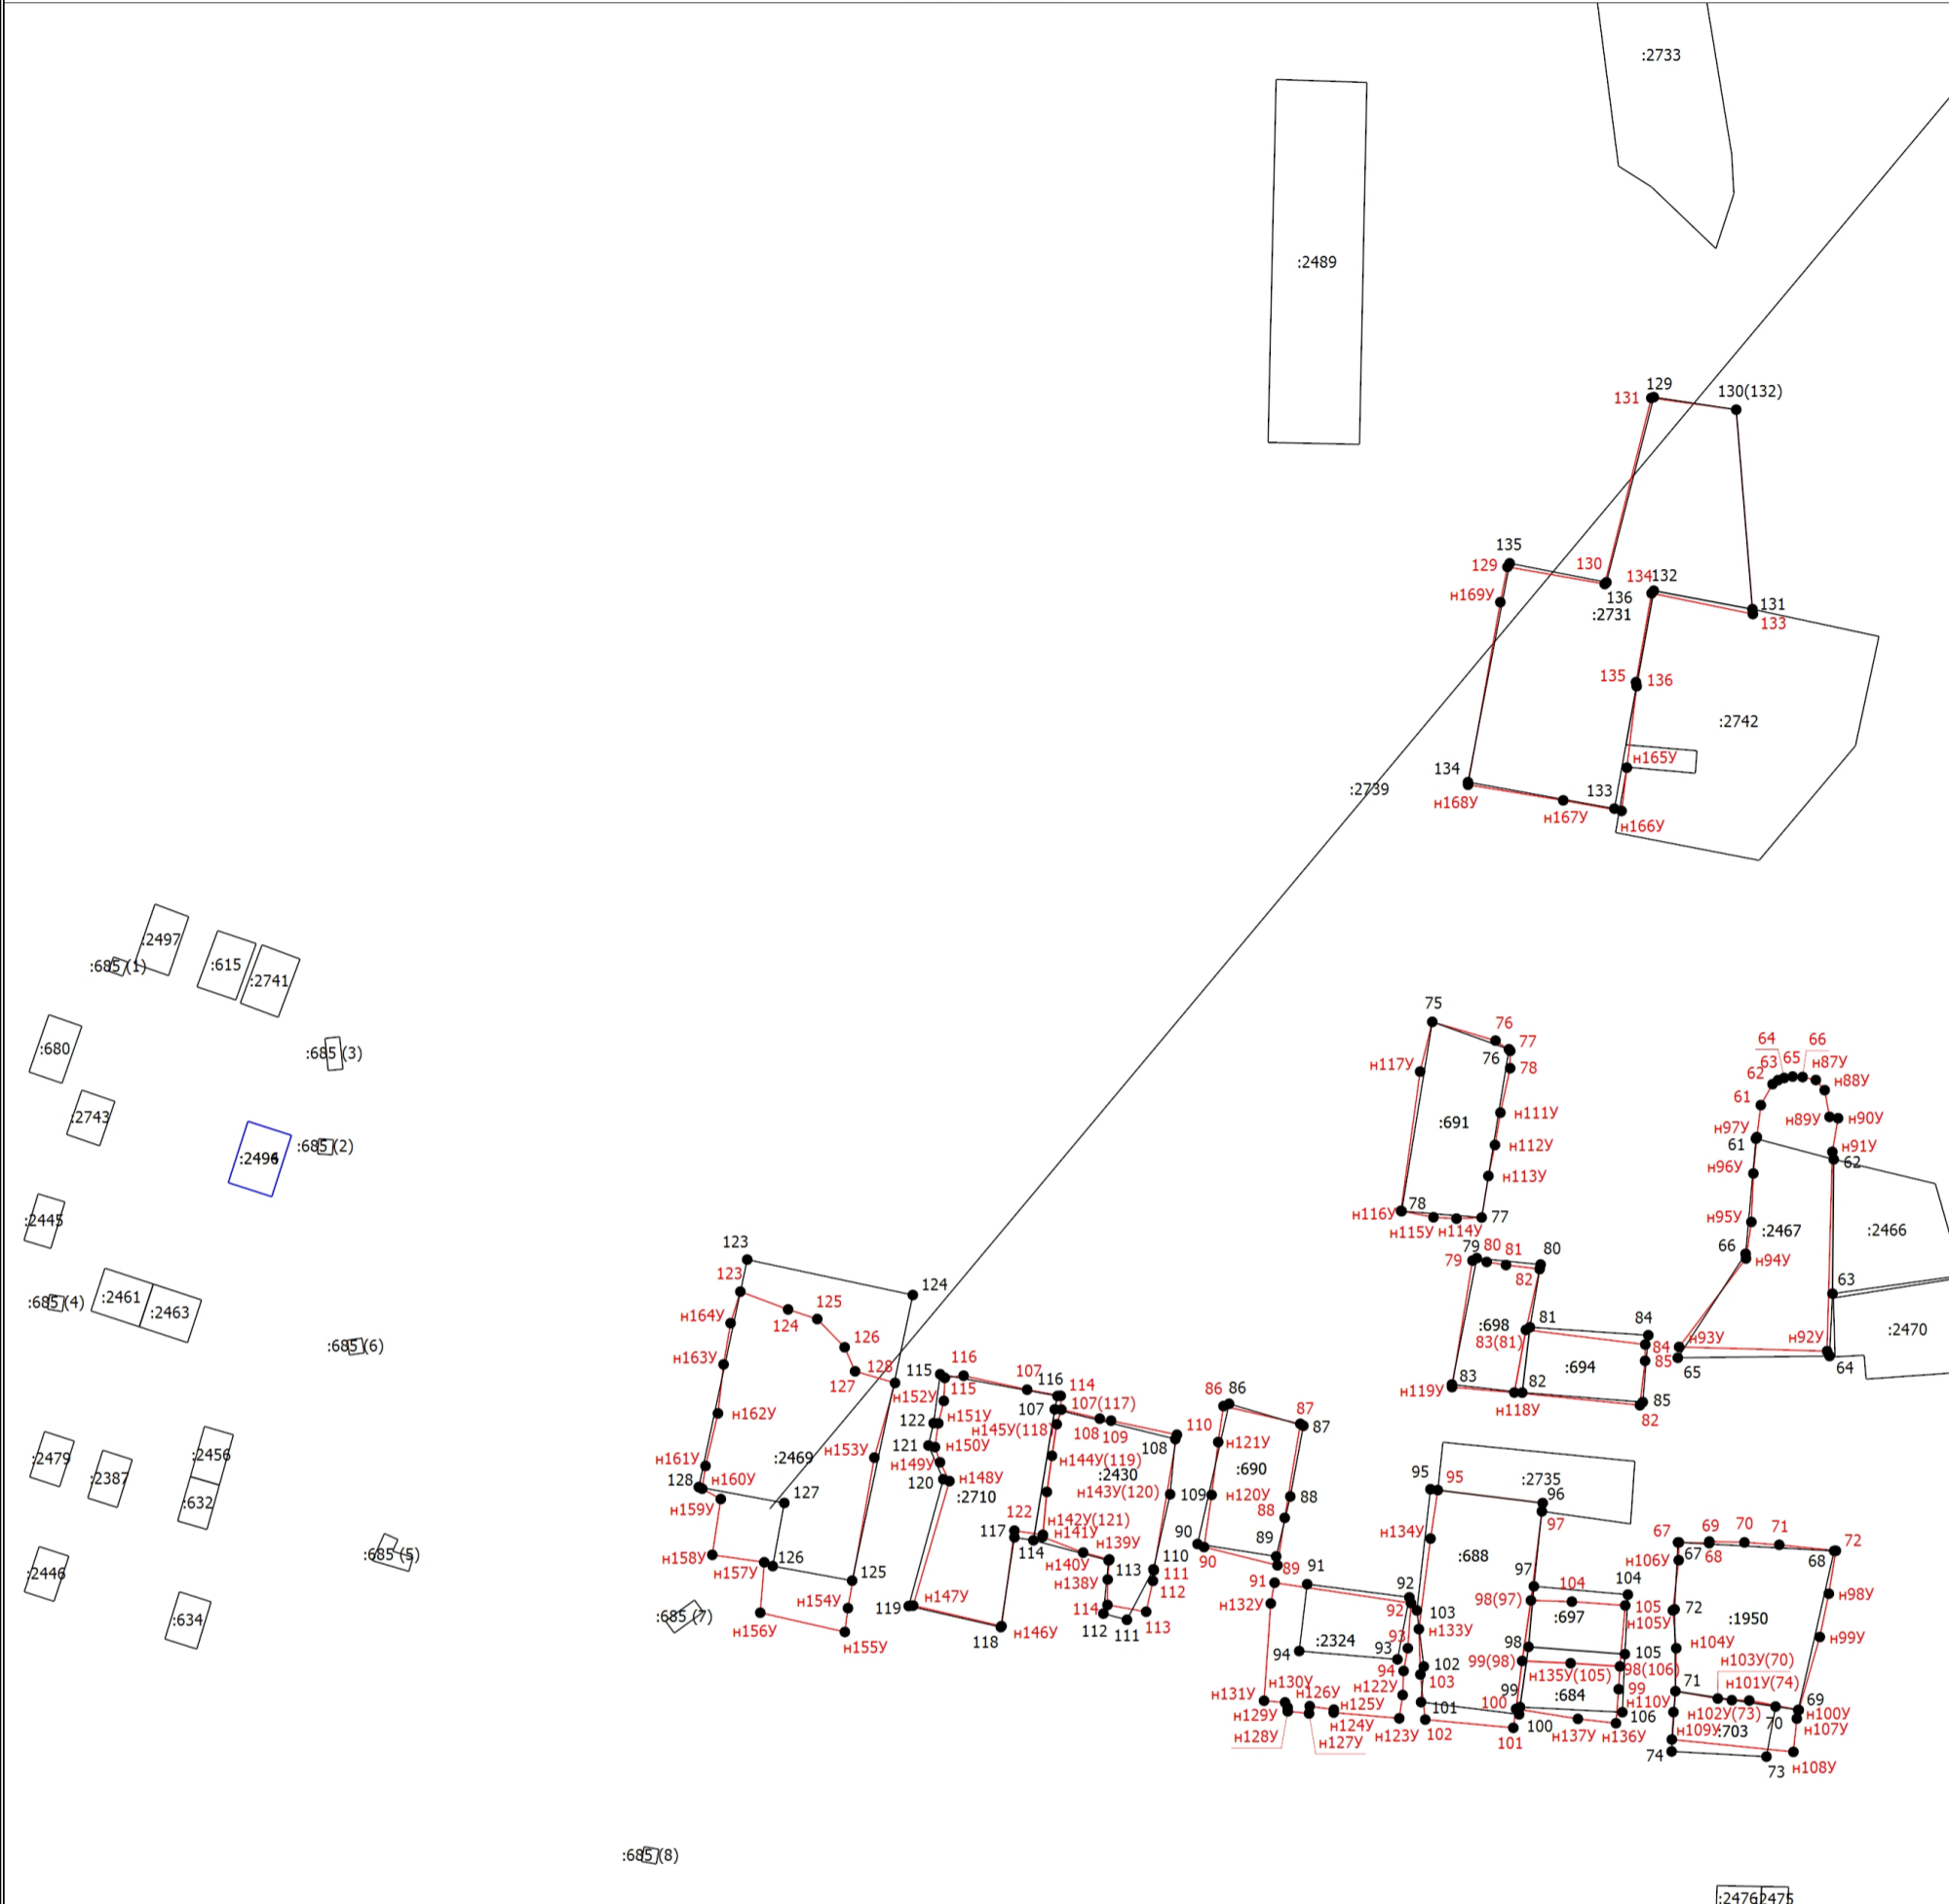 :2733
:2489
129
131
130(132)
135
129
130
136
134
132
131
133
н169У
:2731
135
136
:2742
н165У
134
н168У
:2739
133
н167У
н166У
:2497
:685 (1)
:615
:2741
:680
:685 (3)
:2743
:685 (2)
:2445
:685 (4)
:2461
:2463
:685 (6)
:2479
:2387
:2456
:632
:685 (5)
:2446
:634
:685 (7)
:685 (8)
75
76
77
76
78
н117У
н111У
:691
н112У
н113У
78
н116У
77
н115У
н114У
64
66
63
65
62
н87У
н88У
61
н89У
н90У
н97У
61
н91У
62
н96У
н95У
:2467
:2466
66
н94У
63
н93У
н92У
65
64
:2470
79
80
81
80
79
82
81
84
:698
83(81)
84
:694
85
83
н119У
82
н118У
85
82
123
123
124
н164У
125
124
126
н163У
128
127
н152У
н162У
н153У
:2469
н161У
128
н160У
127
н159У
н158У
н157У
126
125
н154У
н156У
н155У
115
116
115
107
116
114
107
107(117)
122
н151У
н145У(118)
108
109
110
108
121
н150У
н149У
н144У(119)
:2430
120
н148У
н143У(120)
:2710
122
н142У(121)
117
н141У
114
н139У
н140У
113
110
111
н138У
112
119
н147У
114
112
111
113
118
н146У
86
86
87
87
н121У
:690
109
н120У
88
88
90
89
90
89
91
91
92
н132У
92
103
н133У
93
:2324
93
94
94
102
103
н131У
н130У
н126У
н122У
н125У
101
н129У
н124У
н128У
н127У
н123У
102
:2735
95
95
96
97
н134У
:688
97
104
104
98(97)
:697
105
н105У
98
105
99(98)
н135У(105)
98(106)
99
99
:684
н110У
100
100
106
н137У
н136У
101
67
69
70
71
72
н106У
67
68
68
н98У
72
:1950
н104У
н99У
н103У(70)
71
н101У(74)
69
н102У(73)
70
н100У
н107У
н109У
:703
74
73
н108У
:2476
:2475